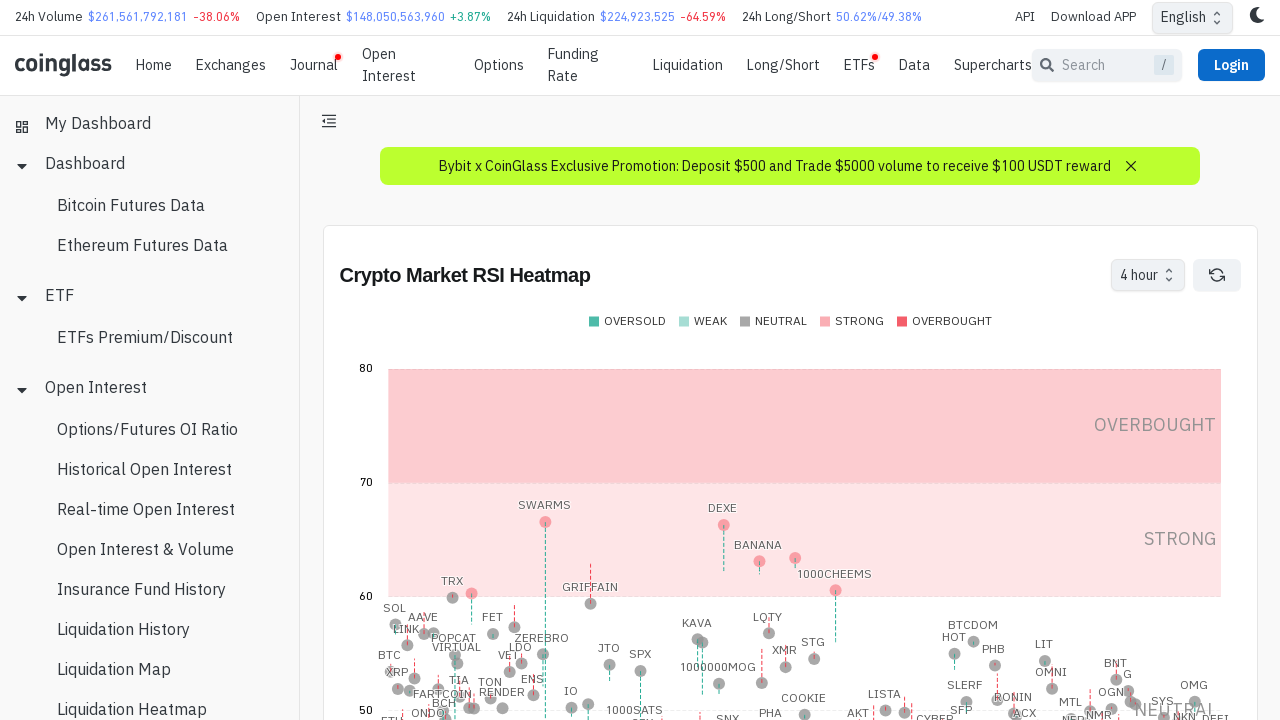 24h Volume $261,561,792,181 -38.06% Open Interest $148,050,563,960 +3.87% 24h Liquidation $224,923,525 -64.59% 24h Long/Short 50.62%/49.38% API Download APP English
coinglass Home Exchanges Journal Open Interest Options Funding Rate Liquidation Long/Short ETFs Data Supercharts Search / Login
My Dashboard
Dashboard
Bitcoin Futures Data
Ethereum Futures Data
ETF
ETFs Premium/Discount
Open Interest
Options/Futures OI Ratio
Historical Open Interest
Real-time Open Interest
Open Interest & Volume
Insurance Fund History
Liquidation History
Liquidation Map
Liquidation Heatmap
Bybit x CoinGlass Exclusive Promotion: Deposit $500 and Trade $5000 volume to receive $100 USDT reward
Crypto Market RSI Heatmap
4 hour
OVERSOLD WEAK NEUTRAL STRONG OVERBOUGHT
80
OVERBOUGHT
70
SWARMS DEXE
STRONG
BANANA
1000CHEEMS
TRX GRIFFAIN
60
SOL
AAVE FET KAVA LQTY
BTCDOM
LINK POPCAT ZEREBRO HOT
VIRTUAL LDO JTO STG LIT
BTC VET SPX XMR PHB
XRP 1000000MOG BNT
TIA TON ENS OMNI G
FARTCOIN RENDER IO COOKIE LISTA SLERF RONIN OGN OMG
BCH MTL SYS
ONDO 1000SATS PHA AKT SFP ACX NMR
SNX CYBER
50 NEUTRAL